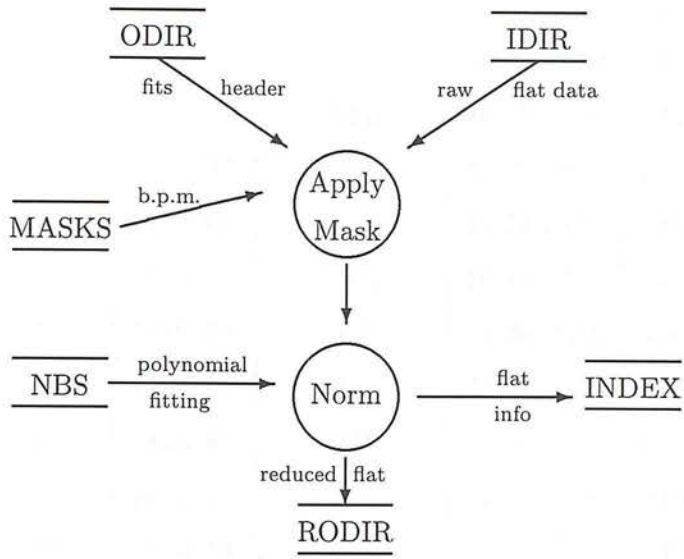 ODIR
IDIR
fits header
raw flat data
Apply
Mask
b.p.m.
MASKS
polynomial
fitting
NBS
Norm
flat
info
INDEX
reduced flat
RODIR